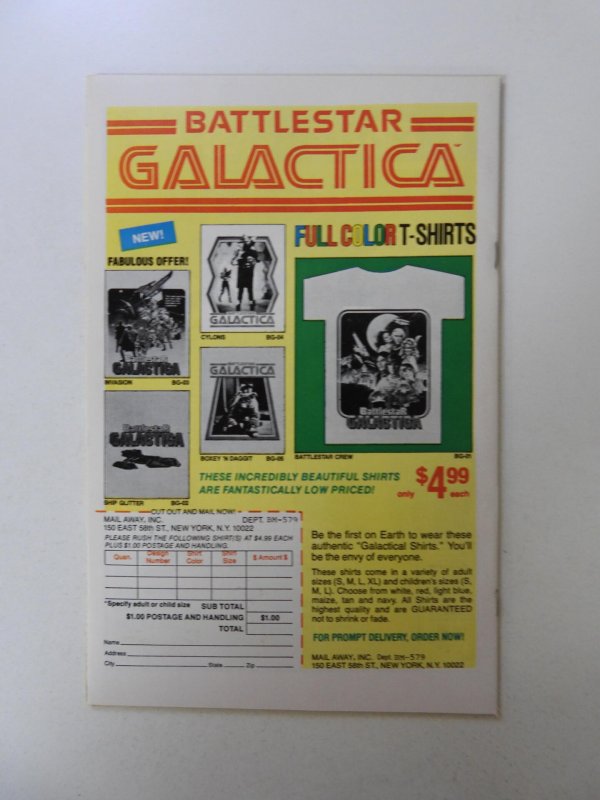 BATTLESTAR
GALACTICA™
NEW!
FABULOUS OFFER!
FULL COLOR T-SHIRTS
GALACTICA
CYLONS BG-04
GALACTICA
INVASION BG-03
BATTLESTAR
GALACTICA
BOXEY 'N DAGGIT BG-05
BattlestaR
GALACTICA
SHIP GLITTER BG-02
BattlestaR
GALACTICA
BATTLESTAR CREW BG-01
THESE INCREDIBLY BEAUTIFUL SHIRTS
ARE FANTASTICALLY LOW PRICED!
only $4.99 each
CUT OUT AND MAIL NOW!
MAIL AWAY, INC. DEPT. BM-579
150 EAST 58th ST., NEW YORK, N.Y. 10022
PLEASE RUSH THE FOLLOWING SHIRT(S) AT $4.99 EACH
PLUS $1.00 POSTAGE AND HANDLING.
Quan. Design Number Shirt Color Shirt Size $ Amount $
*Specify adult or child size SUB TOTAL
$1.00 POSTAGE AND HANDLING $1.00
TOTAL
Name
Address
City State Zip
Be the first on Earth to wear these
authentic "Galactical Shirts." You'll
be the envy of everyone.
These shirts come in a variety of adult
sizes (S, M, L, XL) and children's sizes (S,
M, L). Choose from white, red, light blue,
maize, tan and navy. All Shirts are the
highest quality and are GUARANTEED
not to shrink or fade.
FOR PROMPT DELIVERY, ORDER NOW!
MAIL AWAY, INC. Dept. BM-579
150 EAST 58th ST., NEW YORK, N.Y. 10022